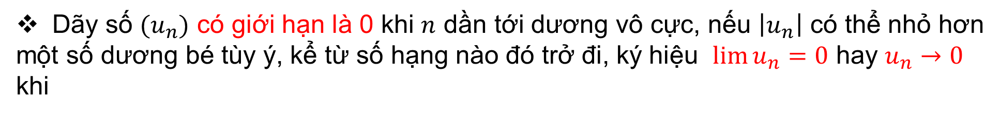 ❖ Dãy số (uₙ) có giới hạn là 0 khi n dần tới dương vô cực, nếu |uₙ| có thể nhỏ hơn
một số dương bé tùy ý, kể từ số hạng nào đó trở đi, ký hiệu lim uₙ = 0 hay uₙ → 0
khi